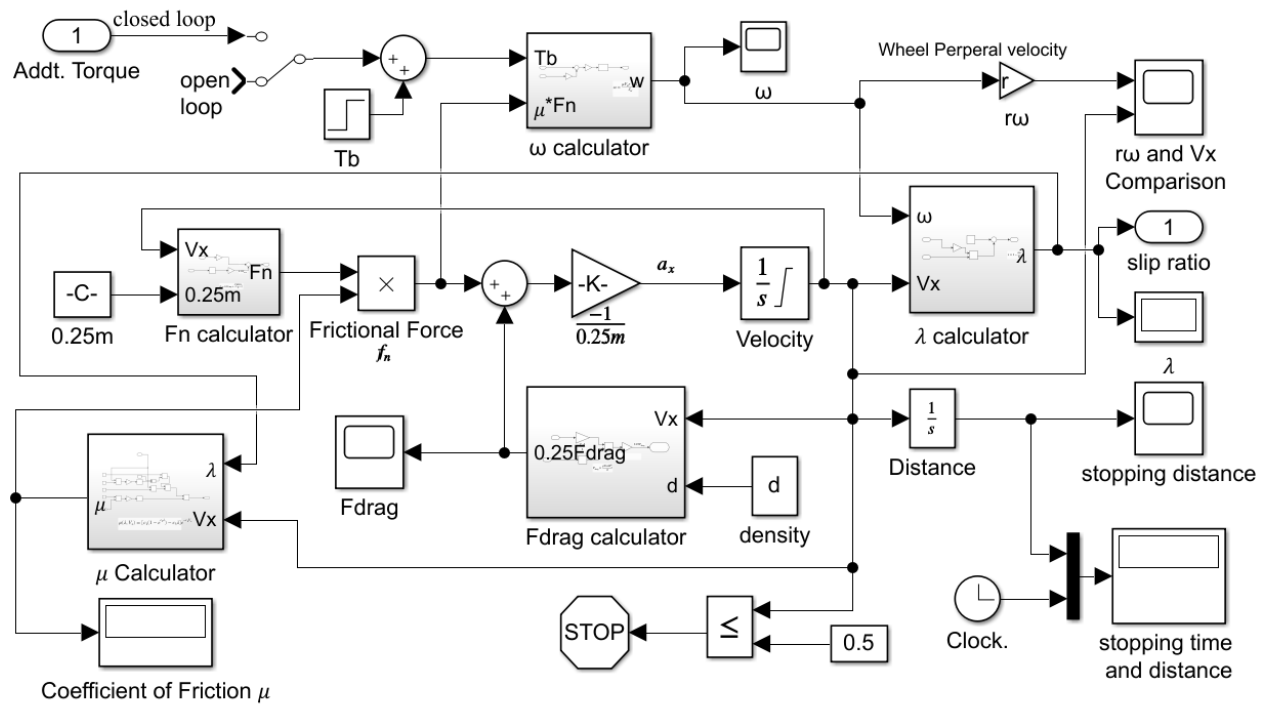 closed loop
1
Addt. Torque
open
loop
Tb
+
+
Tb
μ*Fn
w
ω calculator
ω
Wheel Perperal velocity
r
rω
rω and Vx
Comparison
Vx
0.25m
Fn
Fn calculator
-C-
0.25m
×
Frictional Force
fn
+
+
-K-
-1
0.25m
ax
1
s
Velocity
ω
Vx
λ
λ calculator
1
slip ratio
λ
λ
μ
Vx
μ Calculator
Fdrag
Vx
0.25Fdrag
d
Fdrag calculator
d
density
1
s
Distance
stopping distance
Coefficient of Friction μ
STOP
≤
0.5
Clock.
stopping time
and distance